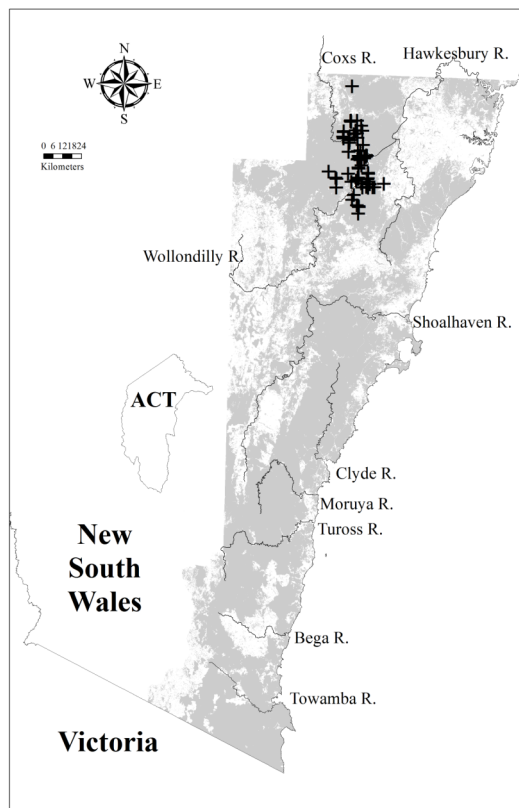 Coxs R.
Hawkesbury R.
N
W
E
S
0 6 121824
Kilometers
Wollondilly R.
Shoalhaven R.
ACT
Clyde R.
Moruya R.
Tuross R.
New
South
Wales
Bega R.
Towamba R.
Victoria